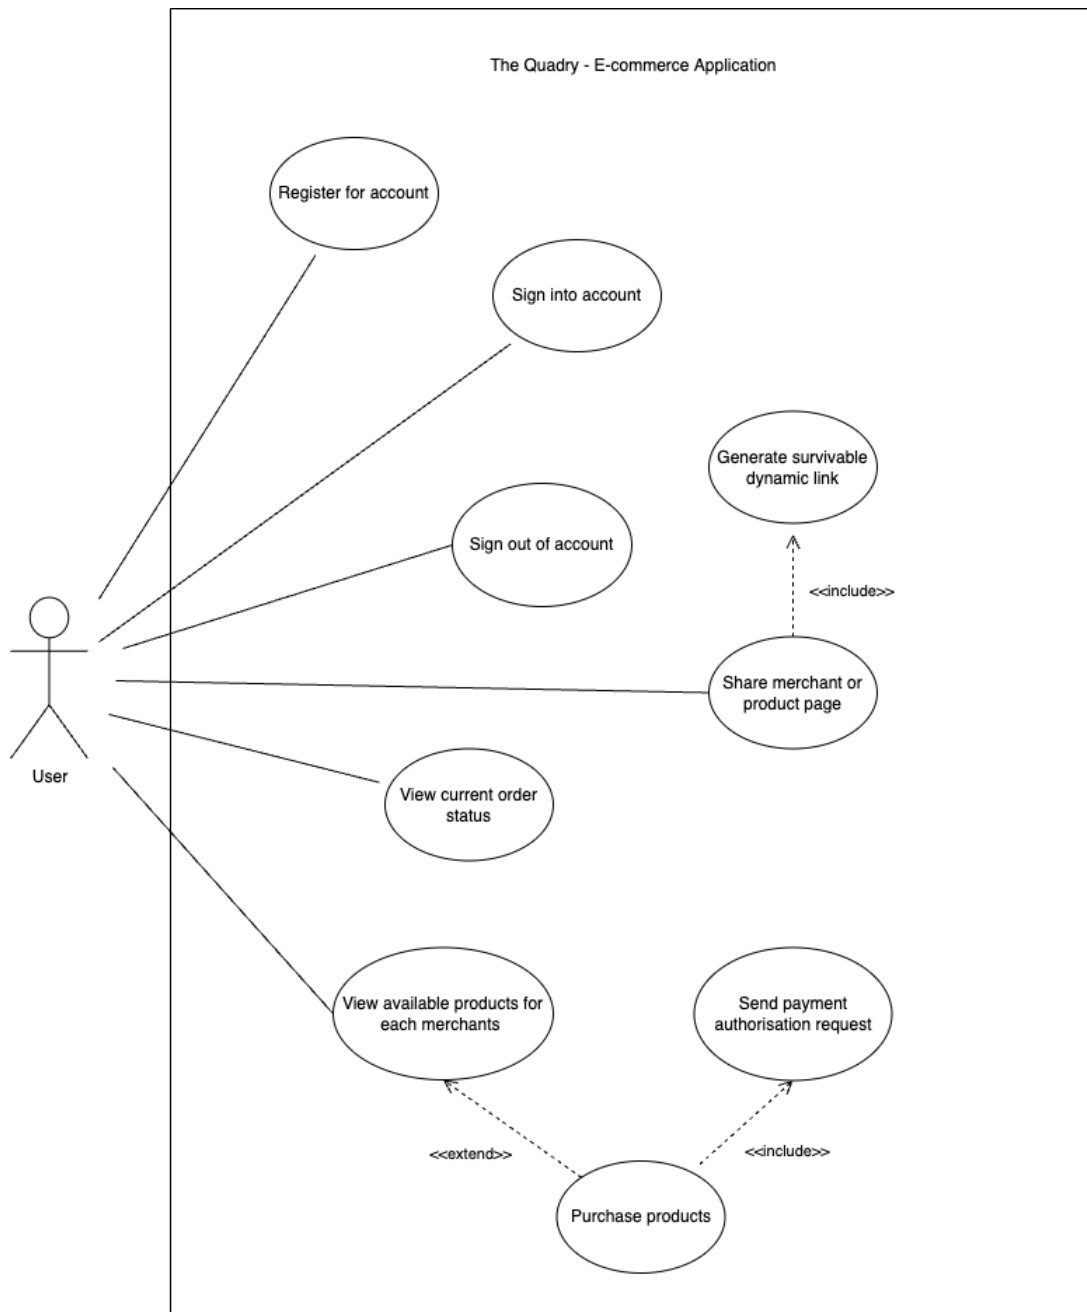 The Quadry - E-commerce Application
Register for account
Sign into account
Generate survivable
dynamic link
Sign out of account
<<include>>
Share merchant or
product page
User
View current order
status
View available products for
each merchants
Send payment
authorisation request
<<extend>>
<<include>>
Purchase products